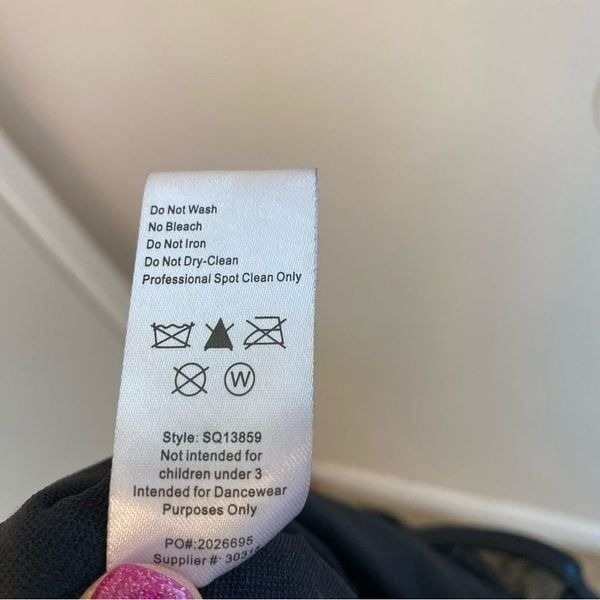 Do Not Wash
No Bleach
Do Not Iron
Do Not Dry-Clean
Professional Spot Clean Only
W
Style: SQ13859
Not intended for
children under 3
Intended for Dancewear
Purposes Only
PO#:2026695
Supplier #: